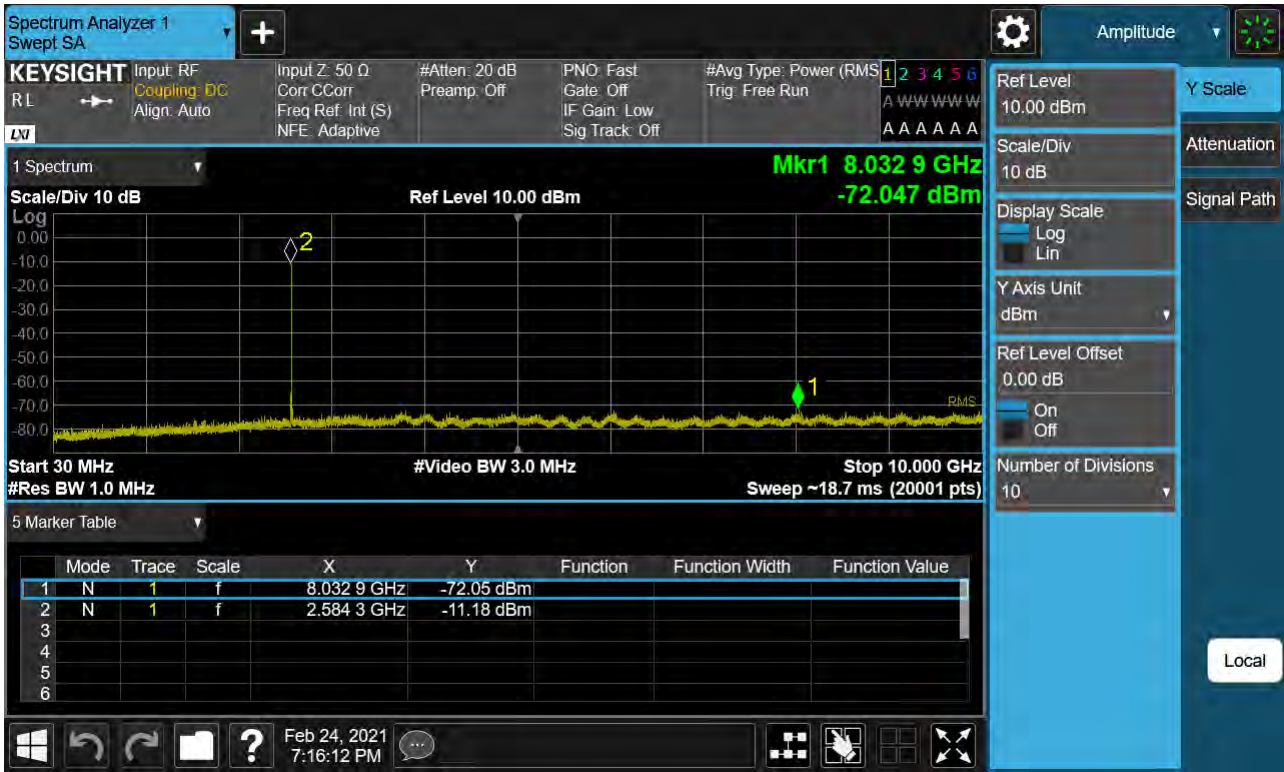 Spectrum Analyzer 1
Swept SA
Amplitude
KEYSIGHT
RL
LXI
Input: RF
Coupling: DC
Align: Auto
Input Z: 50 Ω
Corr CCorr
Freq Ref: Int (S)
NFE: Adaptive
#Atten: 20 dB
Preamp: Off
PNO: Fast
Gate: Off
IF Gain: Low
Sig Track: Off
#Avg Type: Power (RMS
Trig: Free Run
1 2 3 4 5 6
A W W W W W
A A A A A A
1 Spectrum
Scale/Div 10 dB
Ref Level 10.00 dBm
Mkr1 8.032 9 GHz
-72.047 dBm
Log
0.00
-10.0
-20.0
-30.0
-40.0
-50.0
-60.0
-70.0
-80.0
2
1
RMS
Start 30 MHz #Video BW 3.0 MHz Stop 10.000 GHz
#Res BW 1.0 MHz Sweep ~18.7 ms (20001 pts)
5 Marker Table
Mode Trace Scale X Y Function Function Width Function Value
1 N 1 f 8.032 9 GHz -72.05 dBm
2 N 1 f 2.584 3 GHz -11.18 dBm
3
4
5
6
Ref Level
10.00 dBm
Scale/Div
10 dB
Display Scale
Log
Lin
Y Axis Unit
dBm
Ref Level Offset
0.00 dB
On
Off
Number of Divisions
10
Y Scale
Attenuation
Signal Path
Local
?
Feb 24, 2021
7:16:12 PM